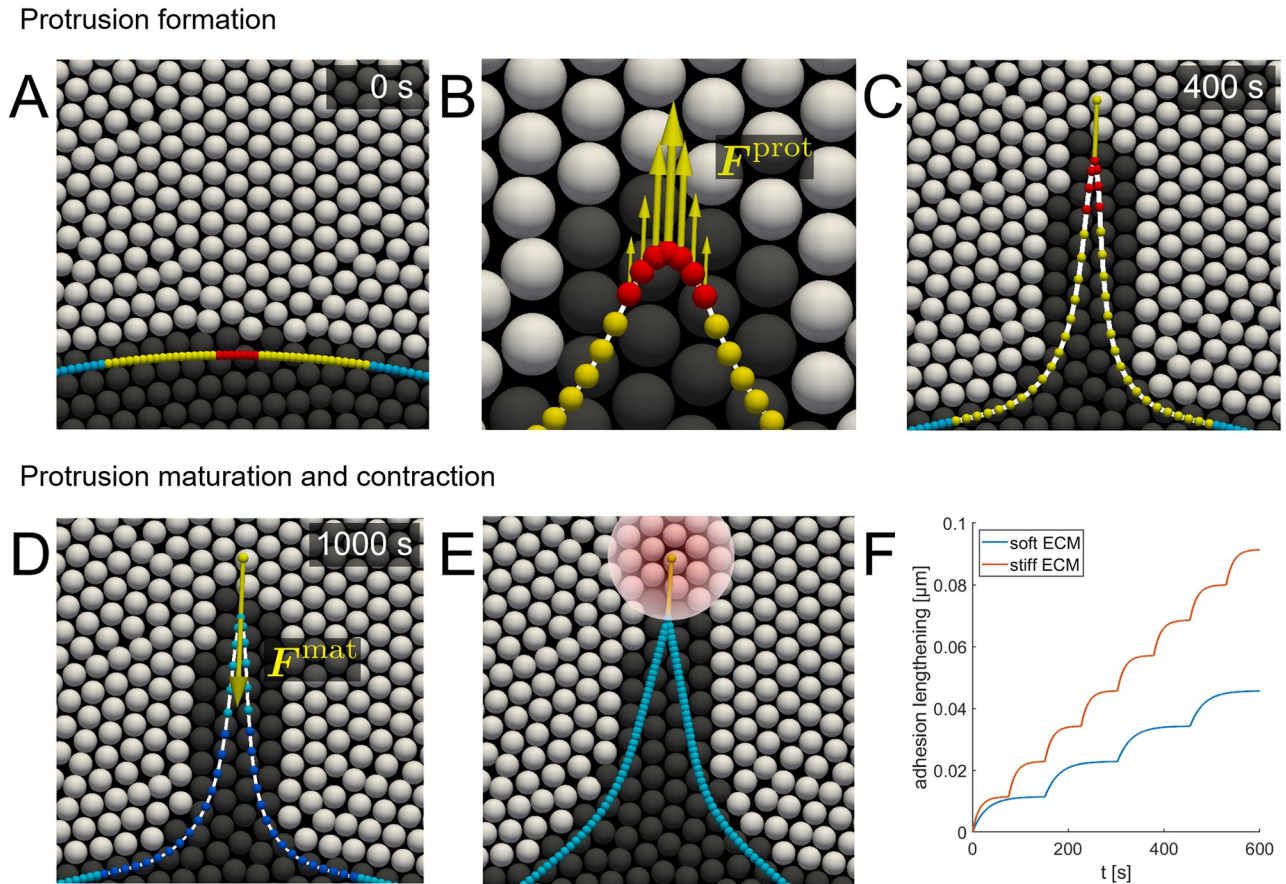 Protrusion formation
A
0 s
B
F^prot
C
400 s
Protrusion maturation and contraction
D
1000 s
F^mat
E
F
soft ECM
stiff ECM
adhesion lengthening [µm]
0.1
0.08
0.06
0.04
0.02
0
0 200 400 600
t [s]